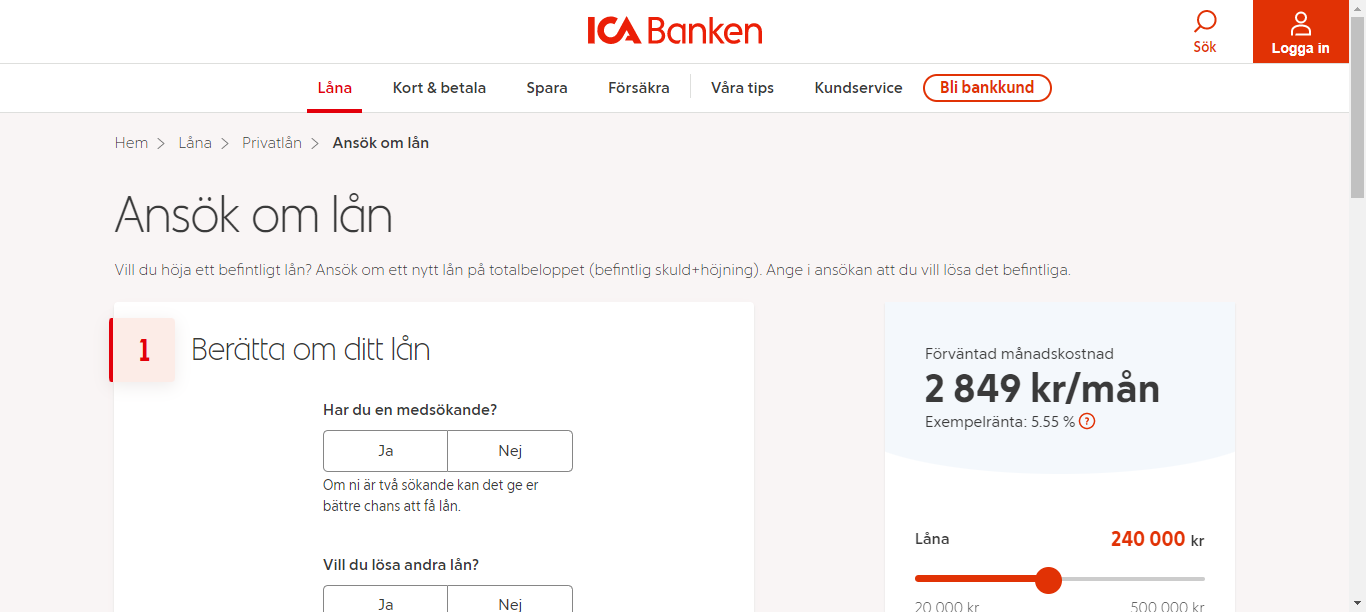 ICA Banken
Sök
Logga in
Låna
Kort & betala
Spara
Försäkra
Våra tips
Kundservice
Bli bankkund
Hem > Låna > Privatlån > Ansök om lån
Ansök om lån
Vill du höja ett befintligt lån? Ansök om ett nytt lån på totalbeloppet (befintlig skuld+höjning). Ange i ansökan att du vill lösa det befintliga.
1 Berätta om ditt lån
Har du en medsökande?
Ja Nej
Om ni är två sökande kan det ge er
bättre chans att få lån.
Vill du lösa andra lån?
Ja Nej
Förväntad månadskostnad
2 849 kr/mån
Exempelränta: 5.55 % ?
Låna 240 000 kr
20 000 kr 500 000 kr